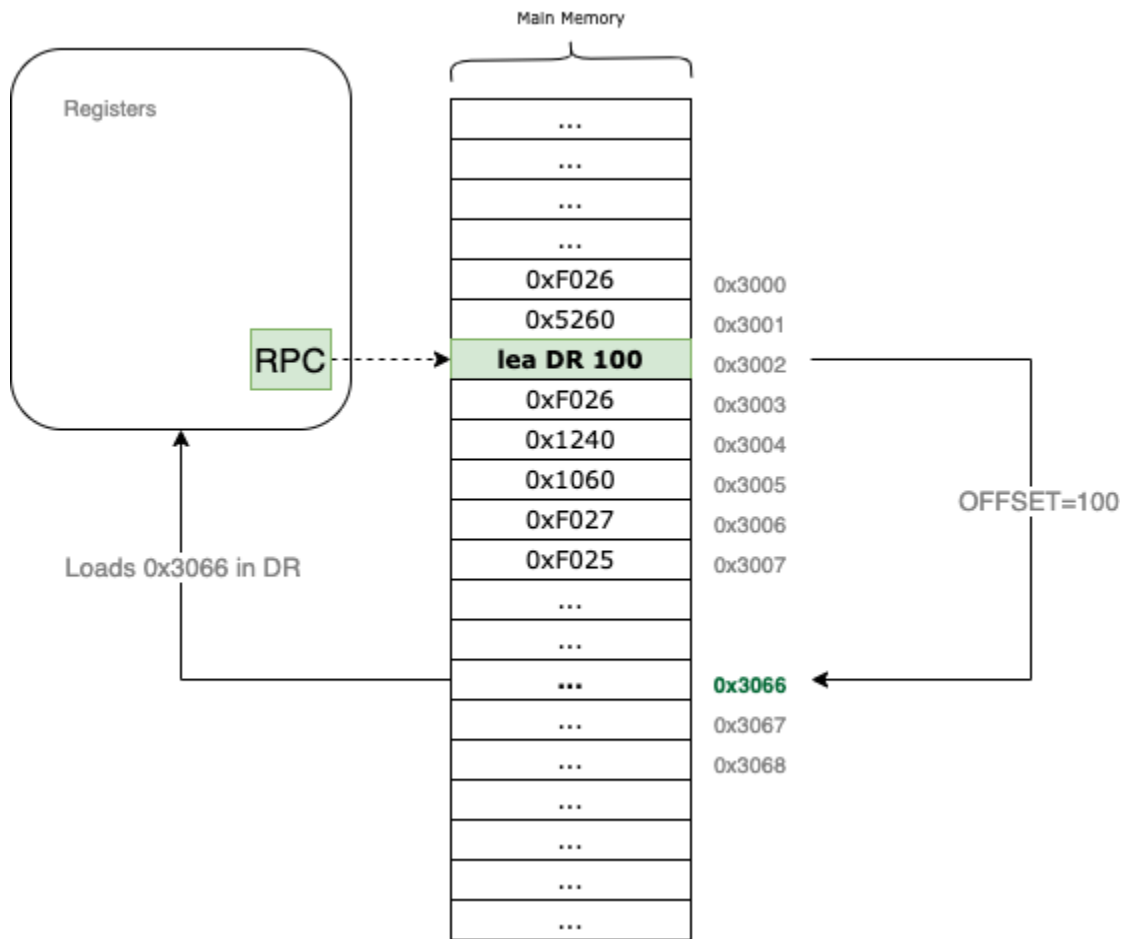 Main Memory
Registers
...
...
...
...
0xF026 0x3000
0x5260 0x3001
RPC lea DR 100 0x3002
0xF026 0x3003
0x1240 0x3004
0x1060 0x3005
OFFSET=100
0xF027 0x3006
0xF025 0x3007
Loads 0x3066 in DR
...
...
... 0x3066
... 0x3067
... 0x3068
...
...
...
...